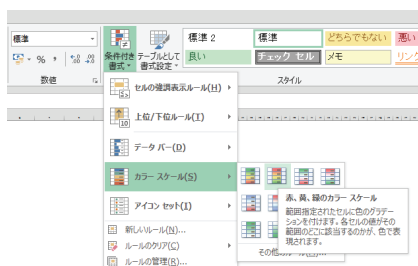 標準
% ,
数値
条件付き
書式
テーブルとして
書式設定
標準 2
標準
どちらでもない
悪い
良い
チェック セル
メモ
リンク
スタイル
セルの強調表示ルール(H)
上位/下位ルール(T)
データ バー(D)
カラー スケール(S)
アイコン セット(I)
新しいルール(N)...
ルールのクリア(C)
ルールの管理(R)...
赤、黄、緑のカラー スケール
範囲指定されたセルに色のグラデー
ションを付けます。各セルの値がその
範囲のどこに該当するのかが、色で表
現されます。